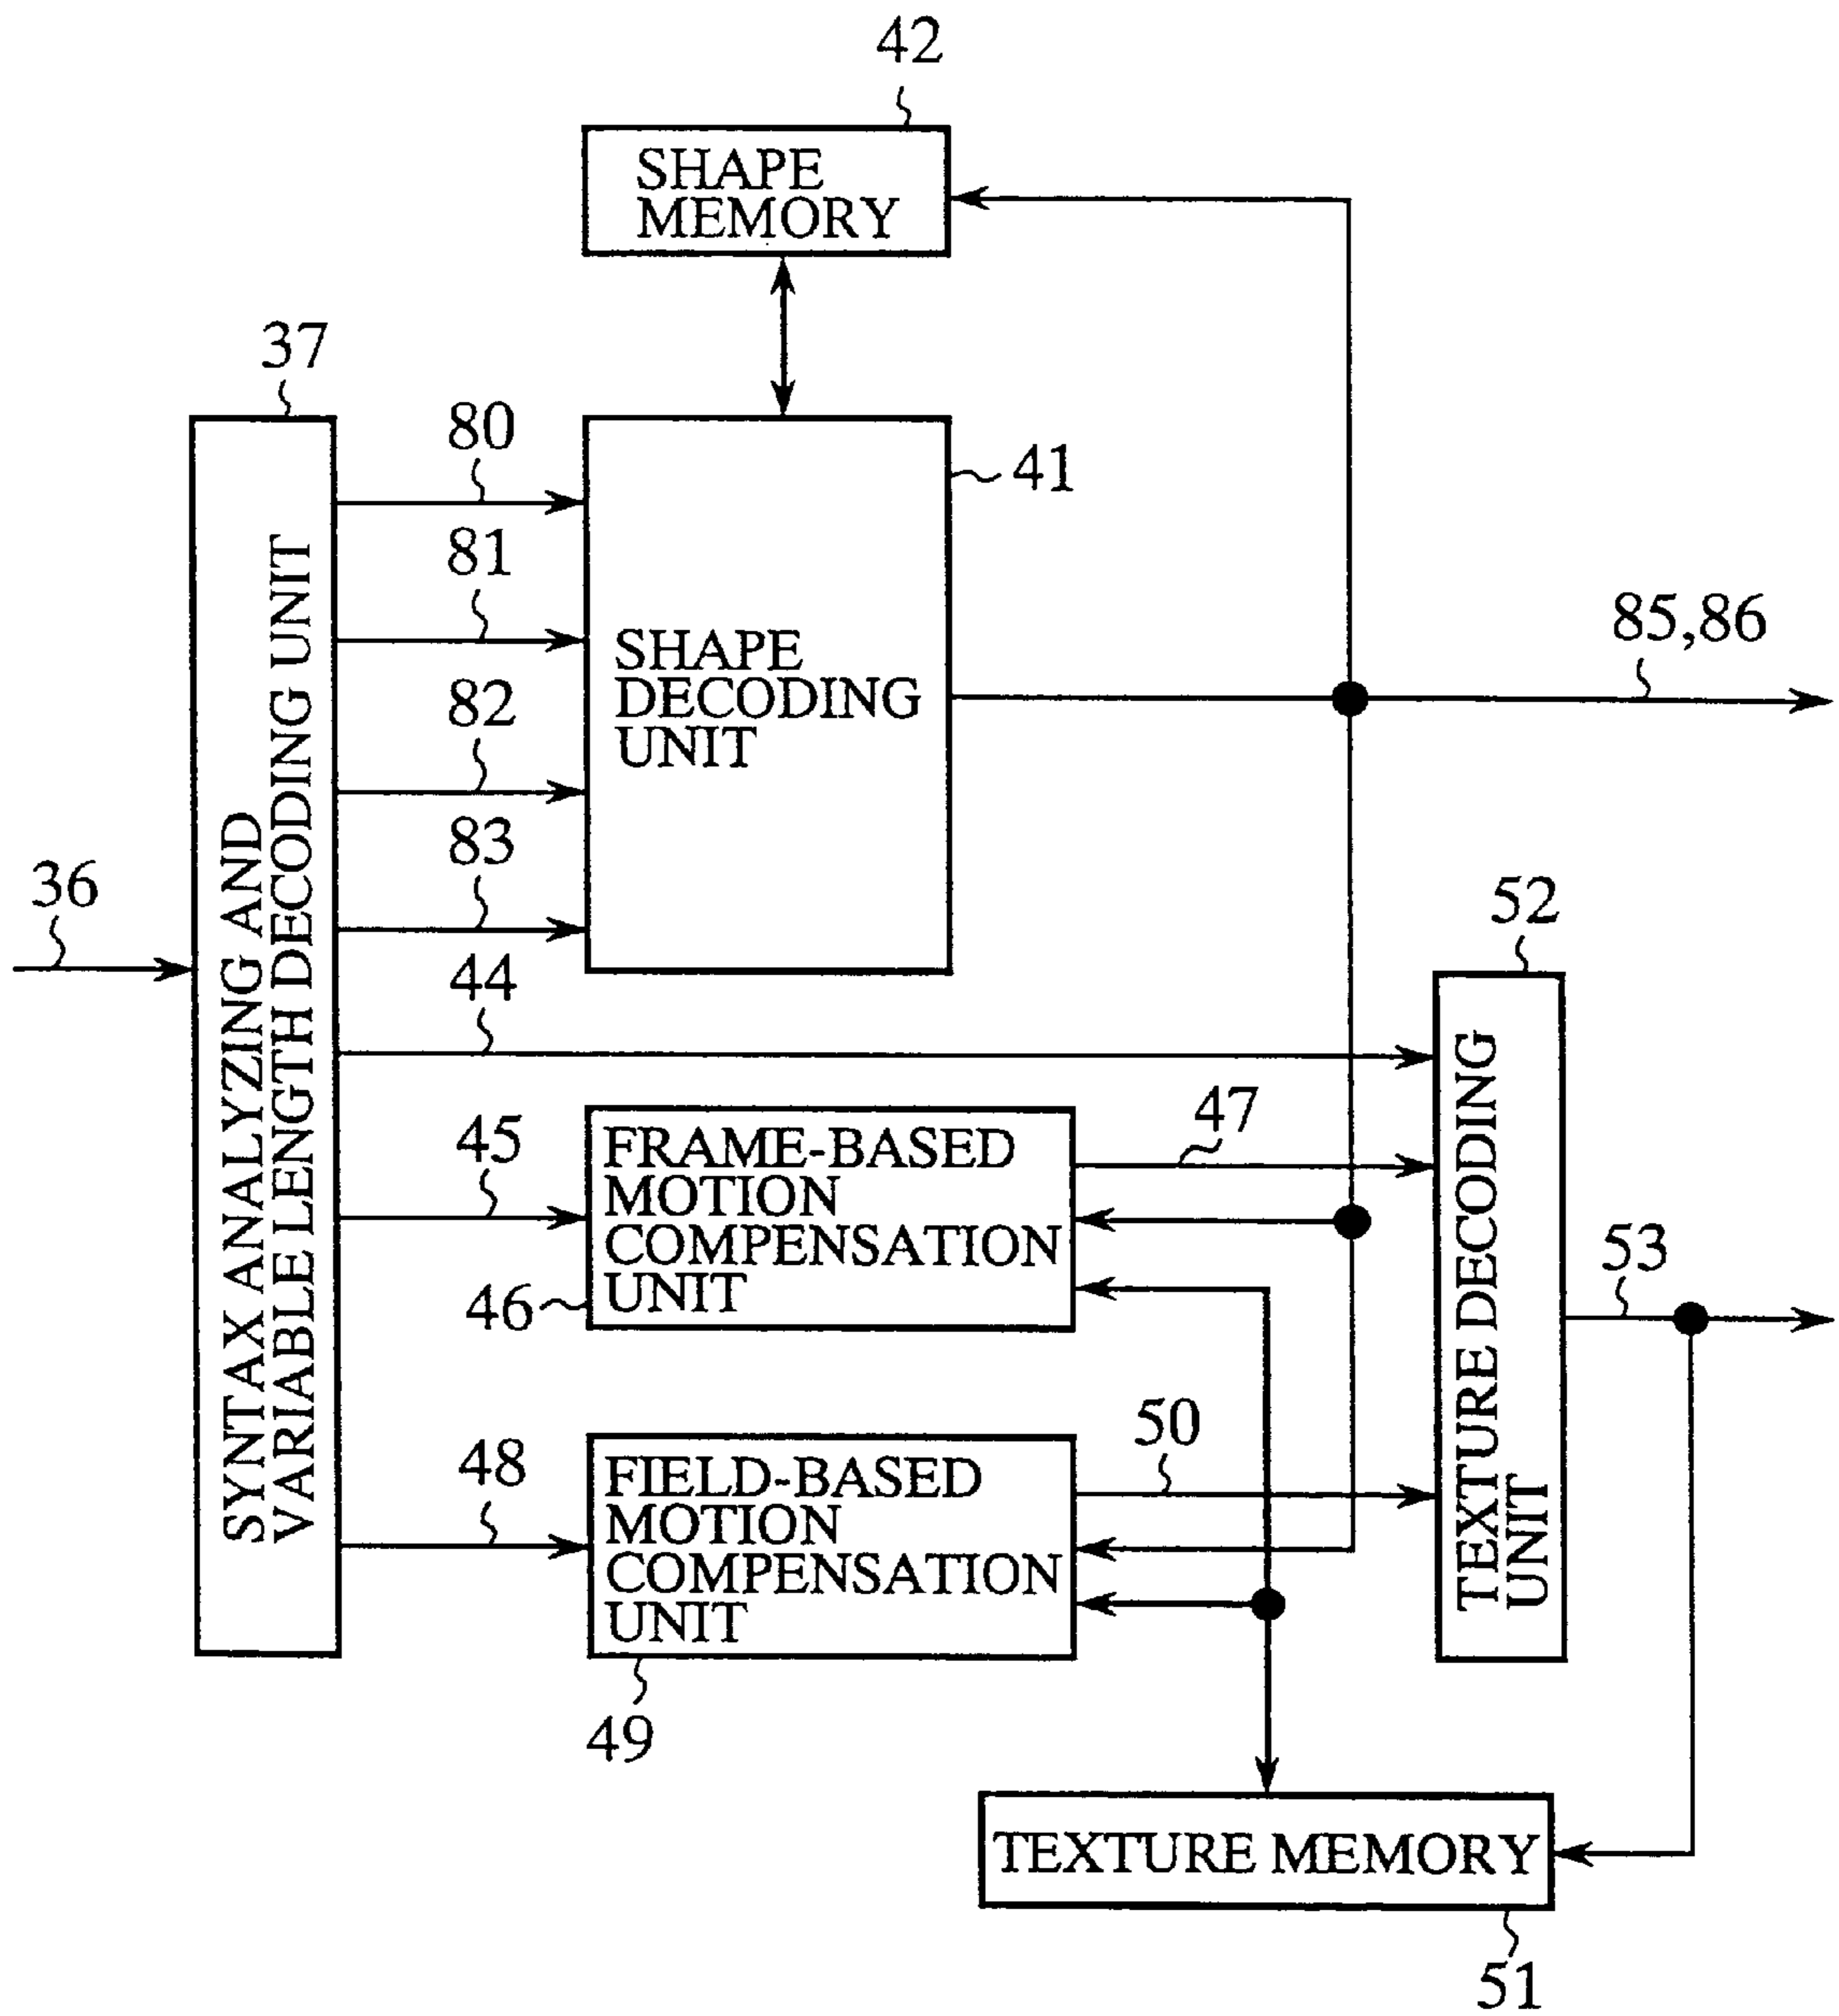 42
SHAPE
MEMORY
37
80
41
81
85,86
SHAPE
DECODING
UNIT
82
83
36
SYNTAX ANALYZING AND
VARIABLE LENGTH DECODING UNIT
52
44
47
45
FRAME-BASED
MOTION
COMPENSATION
UNIT
46
TEXTURE DECODING
UNIT
53
50
48
FIELD-BASED
MOTION
COMPENSATION
UNIT
49
TEXTURE MEMORY
51